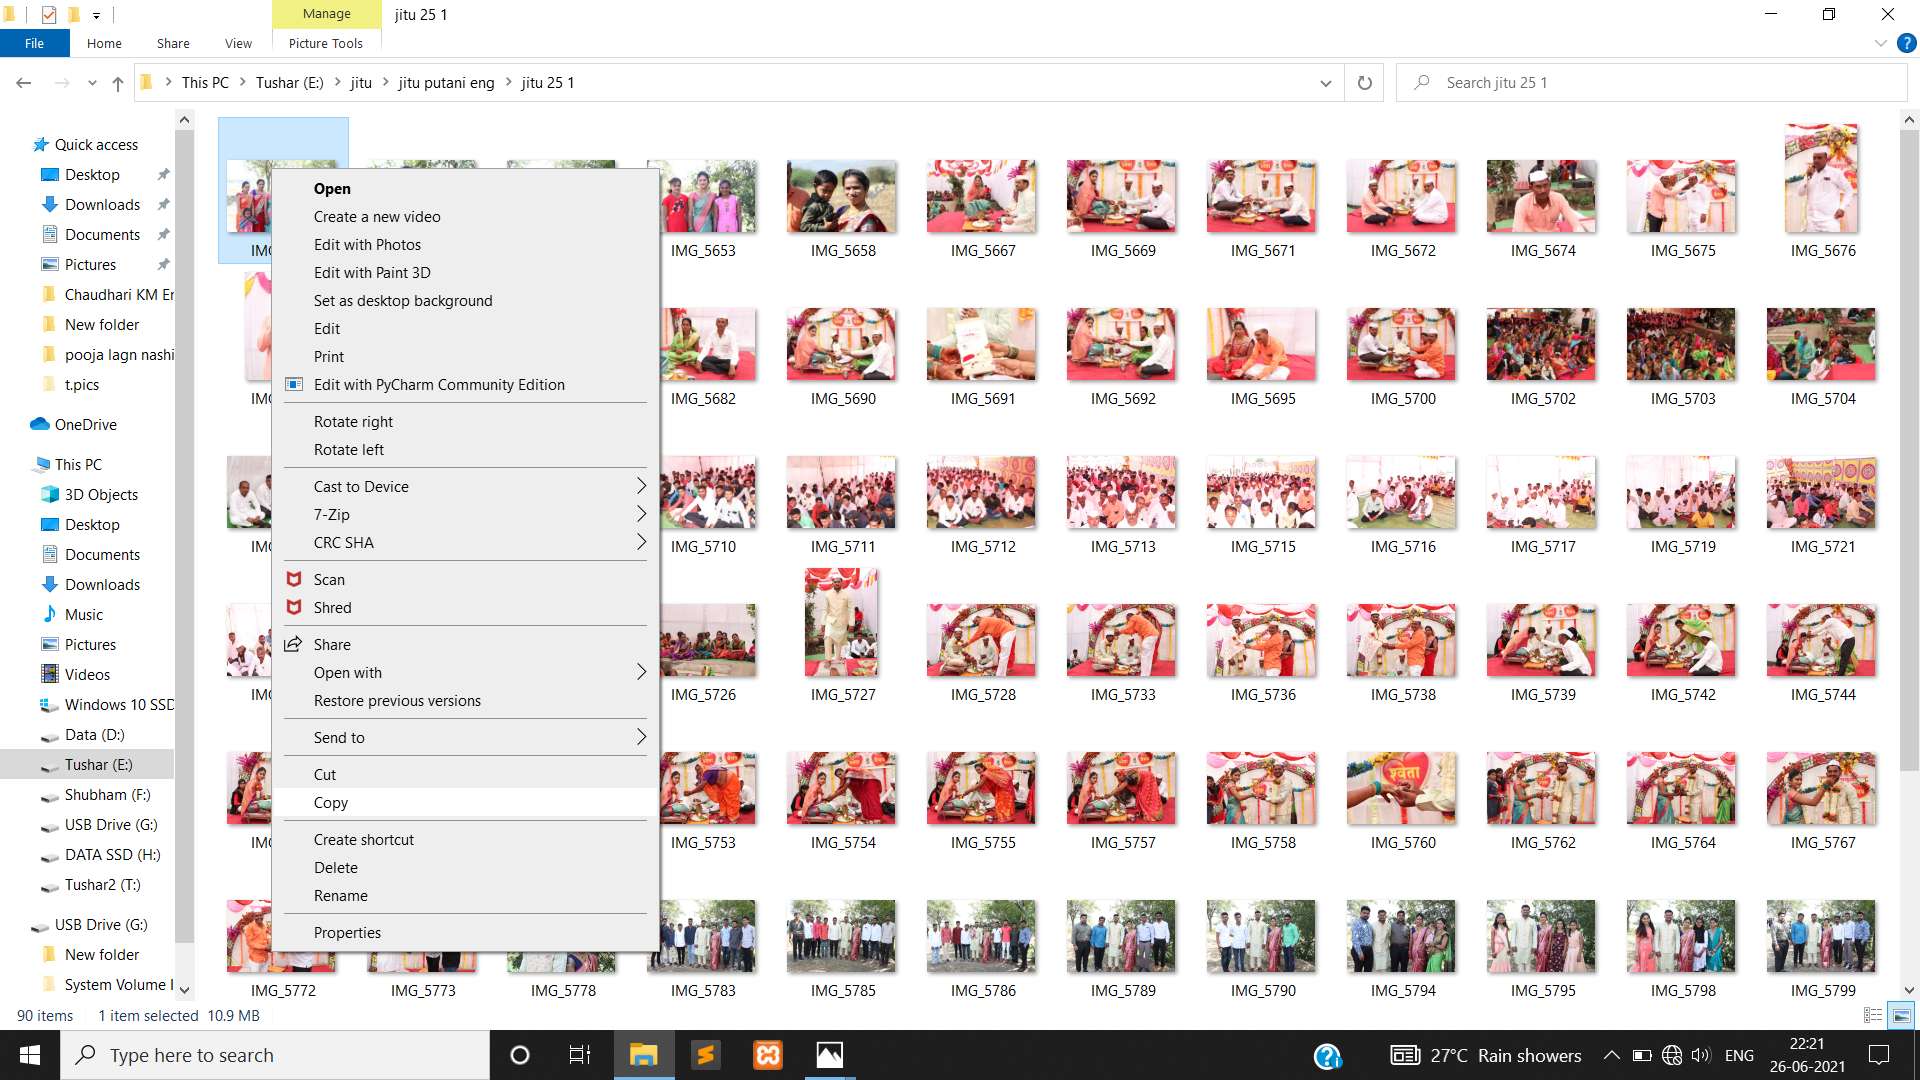 Manage
jitu 25 1
File
Home
Share
View
Picture Tools
This PC
Tushar (E:)
jitu
jitu putani eng
jitu 25 1
Search jitu 25 1
Quick access
Desktop
Downloads
Documents
Pictures
Chaudhari KM Er
New folder
pooja lagn nashi
t.pics
OneDrive
This PC
3D Objects
Desktop
Documents
Downloads
Music
Pictures
Videos
Windows 10 SSD
Data (D:)
Tushar (E:)
Shubham (F:)
USB Drive (G:)
DATA SSD (H:)
Tushar2 (T:)
USB Drive (G:)
New folder
System Volume I
Open
Create a new video
Edit with Photos
Edit with Paint 3D
Set as desktop background
Edit
Print
Edit with PyCharm Community Edition
Rotate right
Rotate left
Cast to Device
7-Zip
CRC SHA
Scan
Shred
Share
Open with
Restore previous versions
Send to
Cut
Copy
Create shortcut
Delete
Rename
Properties
IMG_5653 IMG_5658 IMG_5667 IMG_5669 IMG_5671 IMG_5672 IMG_5674 IMG_5675 IMG_5676
IMG_5682 IMG_5690 IMG_5691 IMG_5692 IMG_5695 IMG_5700 IMG_5702 IMG_5703 IMG_5704
IMG_5710 IMG_5711 IMG_5712 IMG_5713 IMG_5715 IMG_5716 IMG_5717 IMG_5719 IMG_5721
IMG_5726 IMG_5727 IMG_5728 IMG_5733 IMG_5736 IMG_5738 IMG_5739 IMG_5742 IMG_5744
श्वेता
IMG_5753 IMG_5754 IMG_5755 IMG_5757 IMG_5758 IMG_5760 IMG_5762 IMG_5764 IMG_5767
IMG_5772 IMG_5773 IMG_5778 IMG_5783 IMG_5785 IMG_5786 IMG_5789 IMG_5790 IMG_5794 IMG_5795 IMG_5798 IMG_5799
90 items 1 item selected 10.9 MB
Type here to search
27°C Rain showers
ENG
22:21
26-06-2021